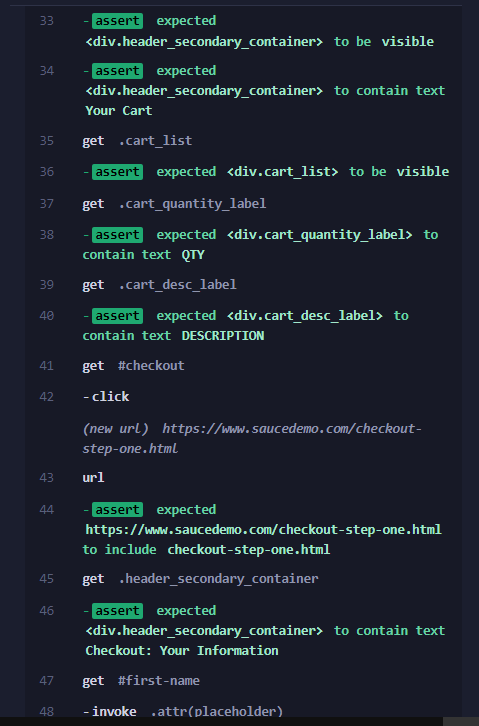 33 -assert expected
<div.header_secondary_container> to be visible
34 -assert expected
<div.header_secondary_container> to contain text
Your Cart
35 get .cart_list
36 -assert expected <div.cart_list> to be visible
37 get .cart_quantity_label
38 -assert expected <div.cart_quantity_label> to
contain text QTY
39 get .cart_desc_label
40 -assert expected <div.cart_desc_label> to
contain text DESCRIPTION
41 get #checkout
42 -click
(new url) https://www.saucedemo.com/checkout-
step-one.html
43 url
44 -assert expected
https://www.saucedemo.com/checkout-step-one.html
to include checkout-step-one.html
45 get .header_secondary_container
46 -assert expected
<div.header_secondary_container> to contain text
Checkout: Your Information
47 get #first-name
48 -invoke .attr(placeholder)